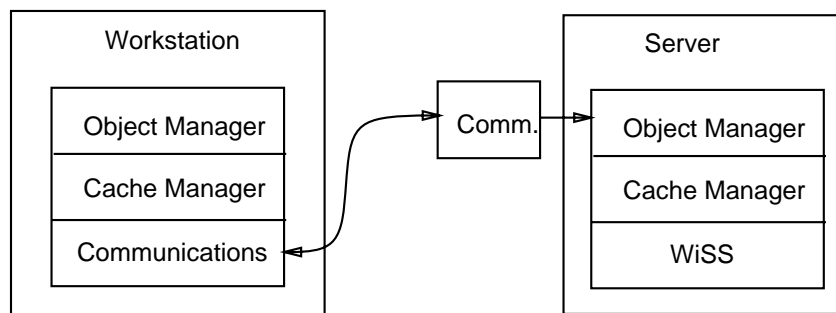 Workstation
Object Manager
Cache Manager
Communications
Comm.
Server
Object Manager
Cache Manager
WiSS